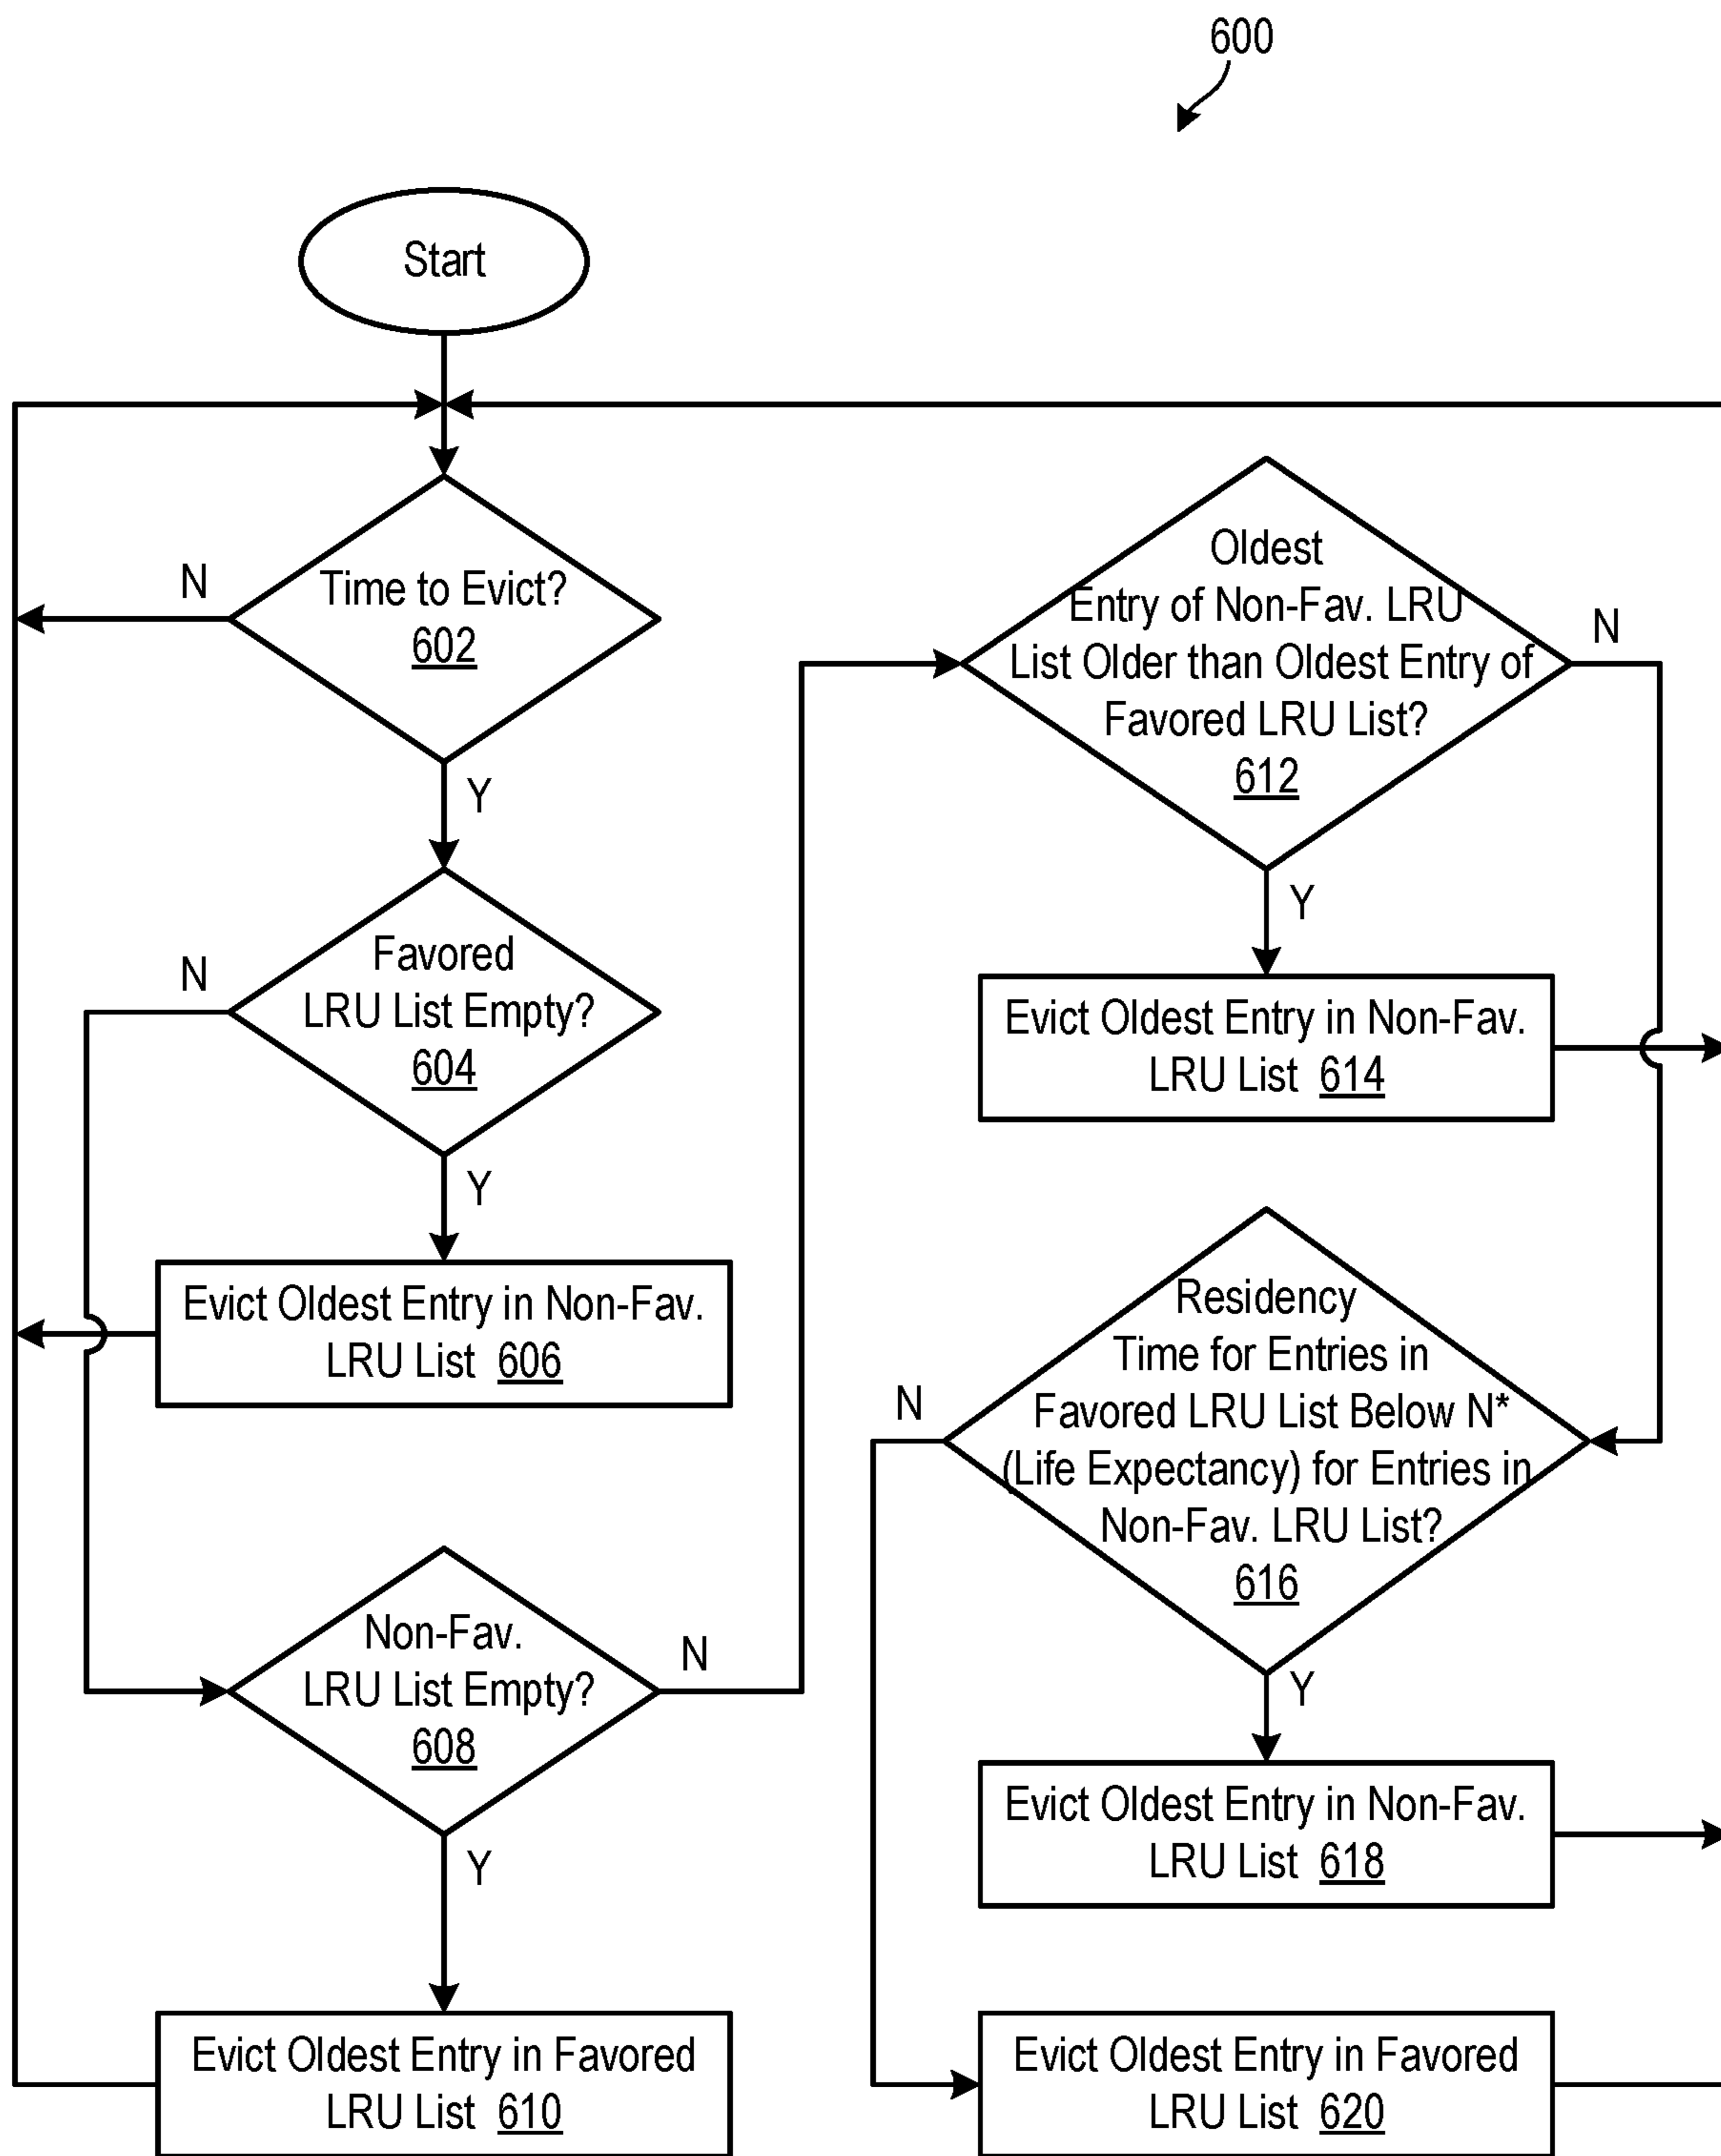 600
Start
Time to Evict?
602
N
Y
Favored
LRU List Empty?
604
N
Y
Evict Oldest Entry in Non-Fav.
LRU List 606
Non-Fav.
LRU List Empty?
608
N
Y
Evict Oldest Entry in Favored
LRU List 610
Oldest
Entry of Non-Fav. LRU
List Older than Oldest Entry of
Favored LRU List?
612
N
Y
Evict Oldest Entry in Non-Fav.
LRU List 614
Residency
Time for Entries in
Favored LRU List Below N*
(Life Expectancy) for Entries in
Non-Fav. LRU List?
616
N
Y
Evict Oldest Entry in Non-Fav.
LRU List 618
Evict Oldest Entry in Favored
LRU List 620